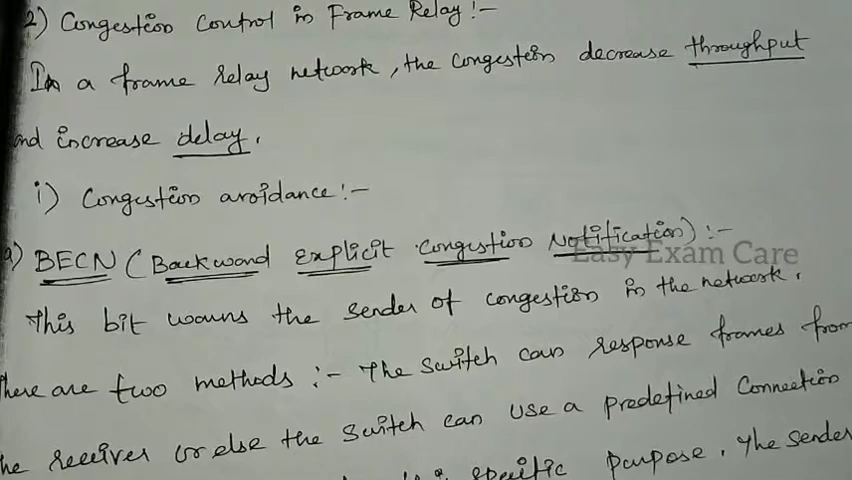 2) Congestion Control in Frame Relay :-
In a frame relay network, the congestion decrease throughput
and increase delay.
i) Congestion avoidance :-
a) BECN (Backward Explicit Congestion Notification) :-
Easy Exam Care
This bit warns the sender of congestion in the network.
There are two methods :- The switch can response frames from
the receiver or else the switch can use a predefined Connection
specific purpose. The sender